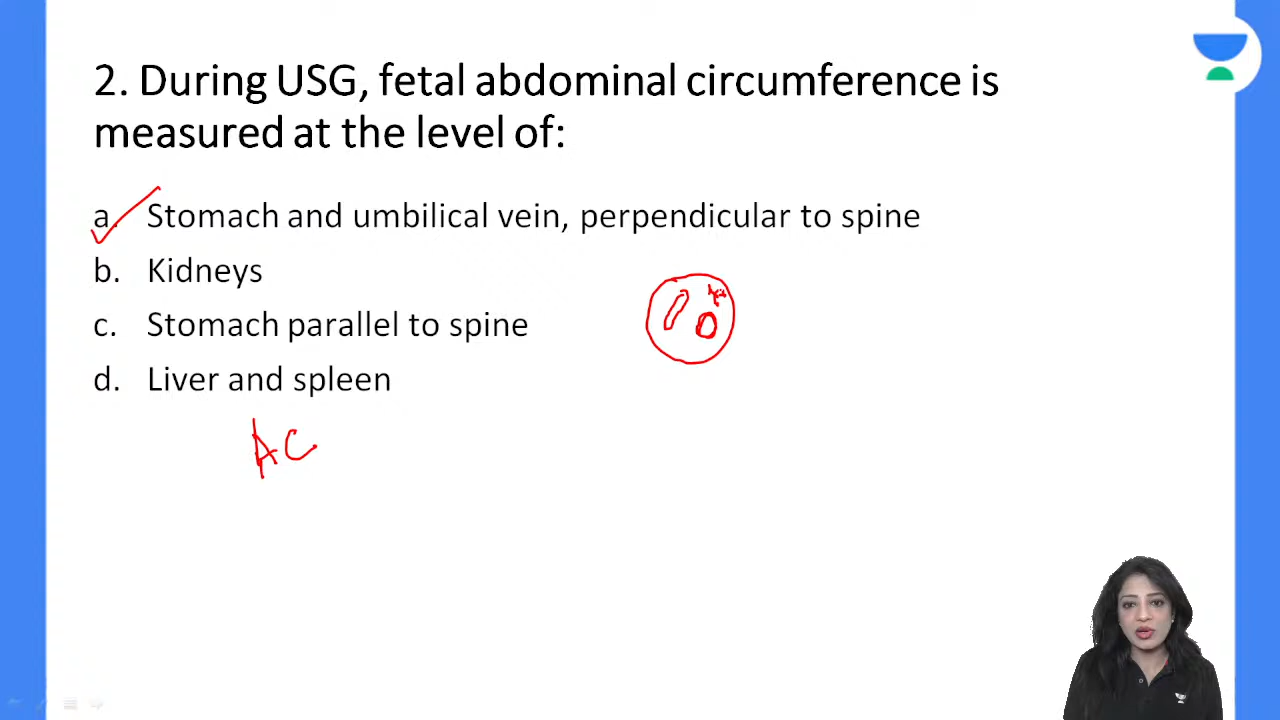 2. During USG, fetal abdominal circumference is
measured at the level of:
a. Stomach and umbilical vein, perpendicular to spine
b. Kidneys
c. Stomach parallel to spine
d. Liver and spleen
AC